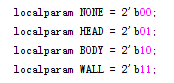 localparam NONE = 2'b00;
localparam HEAD = 2'b01;
localparam BODY = 2'b10;
localparam WALL = 2'b11;